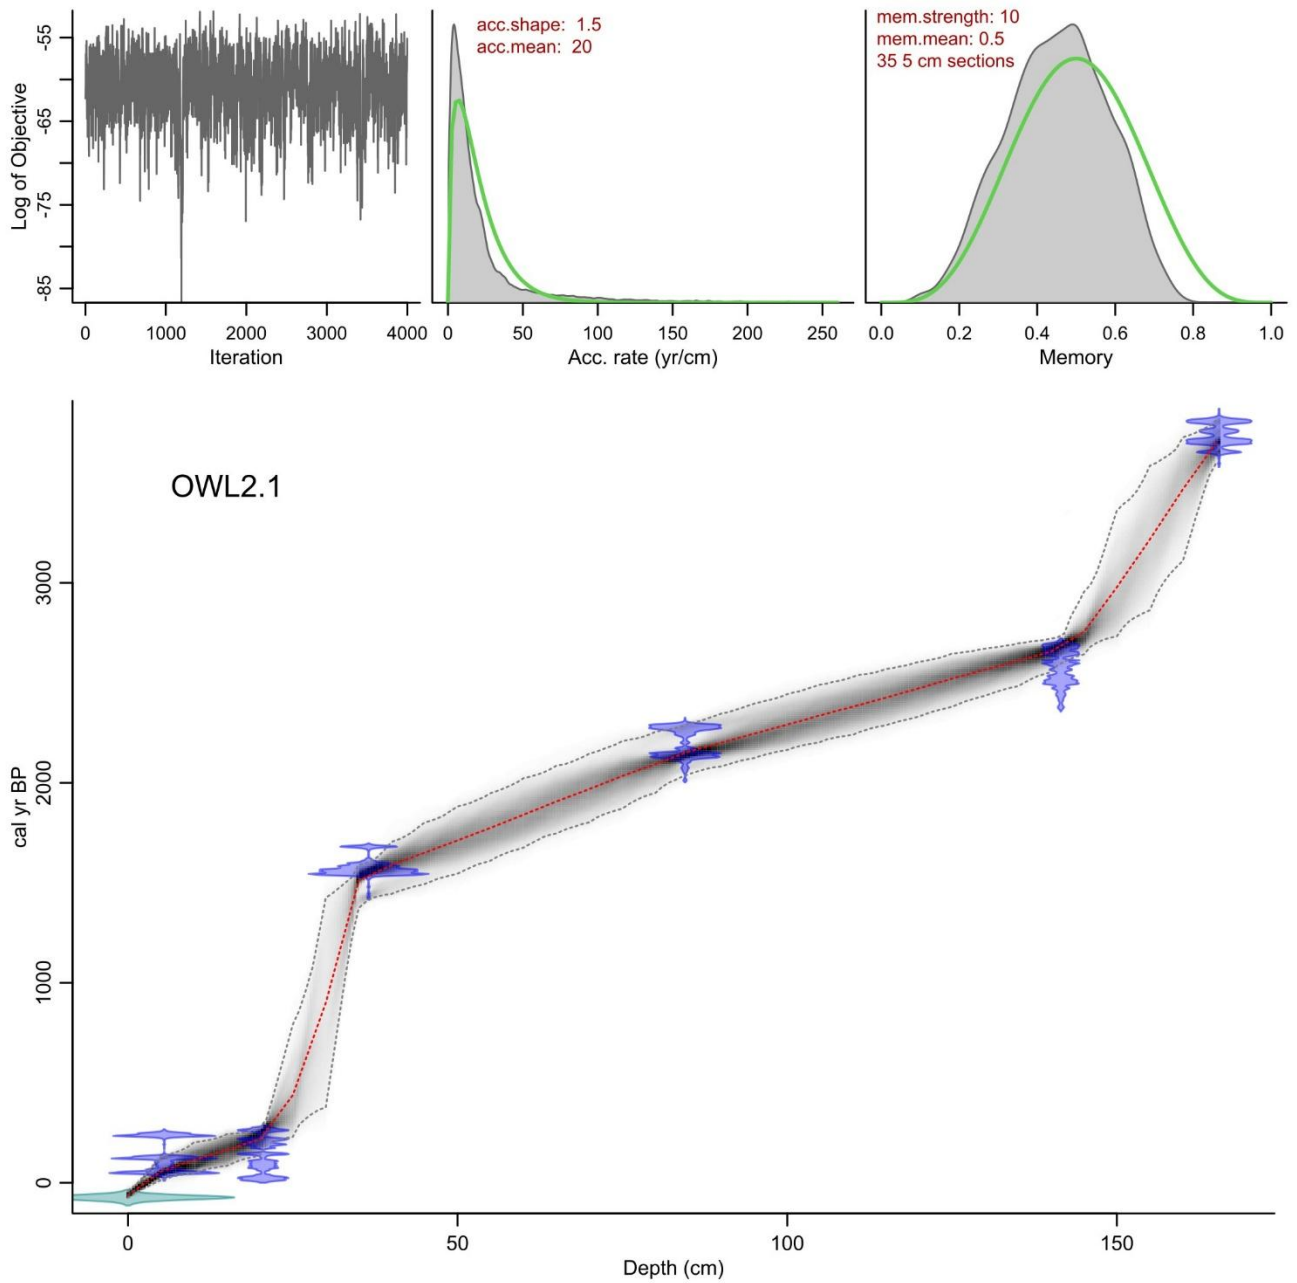 55
-65
-75
-85
Log of Objective
0
1000
2000
3000
4000
Iteration
acc.shape: 1.5
acc.mean: 20
0
50
100
150
200
250
Acc. rate (yr/cm)
mem.strength: 10
mem.mean: 0.5
35 5 cm sections
0.0
0.2
0.4
0.6
0.8
1.0
Memory
OWL2.1
3000
2000
1000
0
cal yr BP
0
50
100
150
Depth (cm)